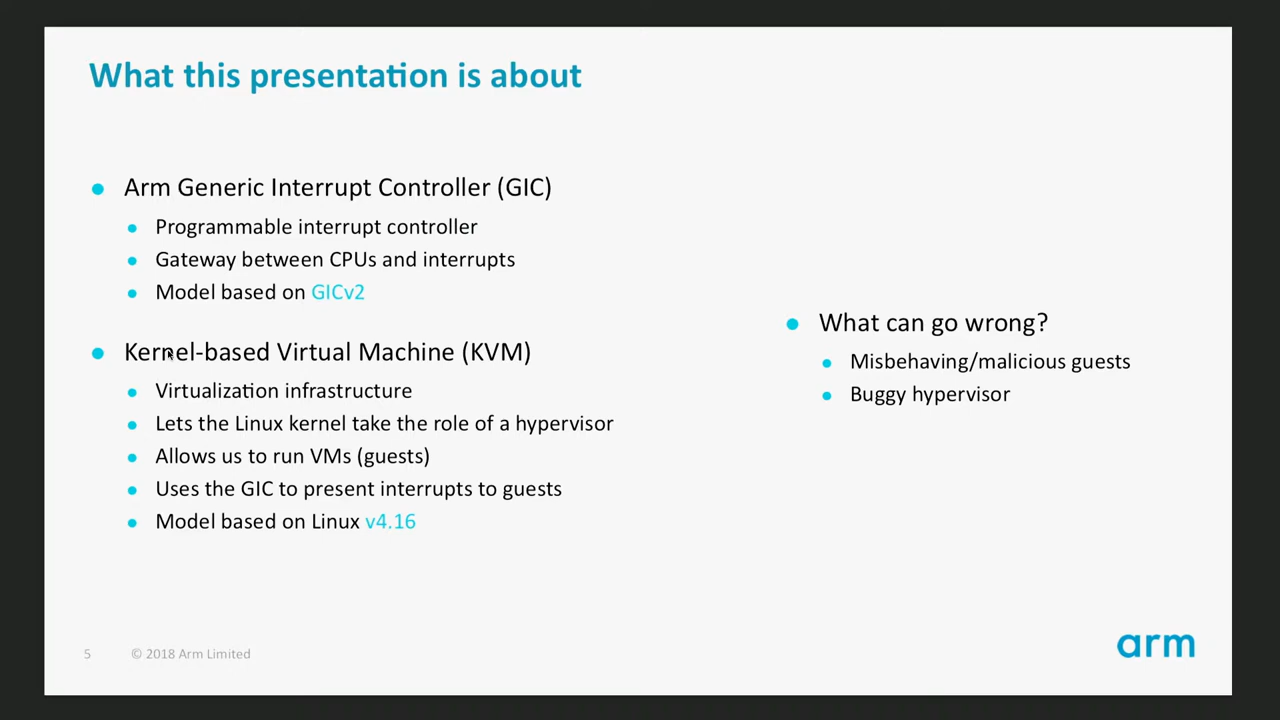 What this presentation is about
Arm Generic Interrupt Controller (GIC)
Programmable interrupt controller
Gateway between CPUs and interrupts
Model based on GICv2
Kernel-based Virtual Machine (KVM)
Virtualization infrastructure
Lets the Linux kernel take the role of a hypervisor
Allows us to run VMs (guests)
Uses the GIC to present interrupts to guests
Model based on Linux v4.16
What can go wrong?
Misbehaving/malicious guests
Buggy hypervisor
5 © 2018 Arm Limited
arm